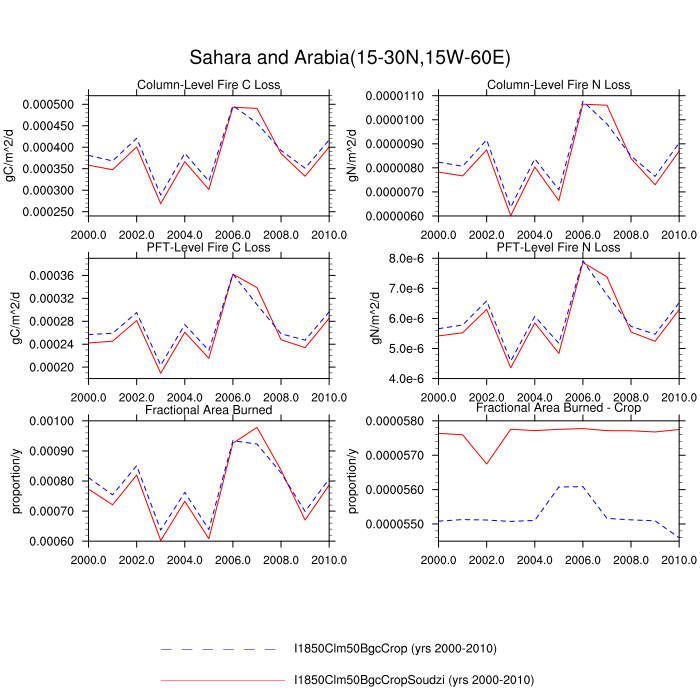 Sahara and Arabia(15-30N,15W-60E)
Column-Level Fire C Loss
gC/m^2/d
0.000500
0.000450
0.000400
0.000350
0.000300
0.000250
2000.0 2002.0 2004.0 2006.0 2008.0 2010.0
Column-Level Fire N Loss
gN/m^2/d
0.0000110
0.0000100
0.0000090
0.0000080
0.0000070
0.0000060
2000.0 2002.0 2004.0 2006.0 2008.0 2010.0
PFT-Level Fire C Loss
gC/m^2/d
0.00036
0.00032
0.00028
0.00024
0.00020
2000.0 2002.0 2004.0 2006.0 2008.0 2010.0
PFT-Level Fire N Loss
gN/m^2/d
8.0e-6
7.0e-6
6.0e-6
5.0e-6
4.0e-6
2000.0 2002.0 2004.0 2006.0 2008.0 2010.0
Fractional Area Burned
proportion/y
0.00100
0.00090
0.00080
0.00070
0.00060
2000.0 2002.0 2004.0 2006.0 2008.0 2010.0
Fractional Area Burned - Crop
proportion/y
0.0000580
0.0000570
0.0000560
0.0000550
2000.0 2002.0 2004.0 2006.0 2008.0 2010.0
I1850Clm50BgcCrop (yrs 2000-2010)
I1850Clm50BgcCropSoudzi (yrs 2000-2010)